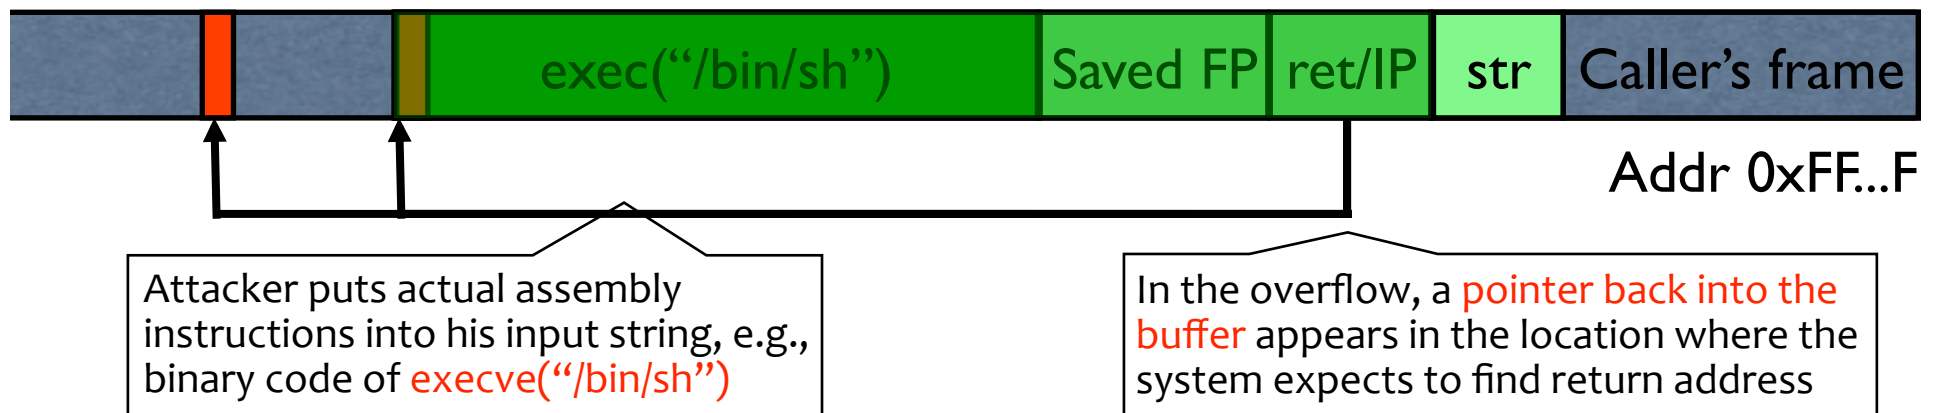 exec(“/bin/sh”) Saved FP ret/IP str Caller’s frame
Addr 0xFF...F
Attacker puts actual assembly
instructions into his input string, e.g.,
binary code of execve(“/bin/sh”)
In the overflow, a pointer back into the
buffer appears in the location where the
system expects to find return address